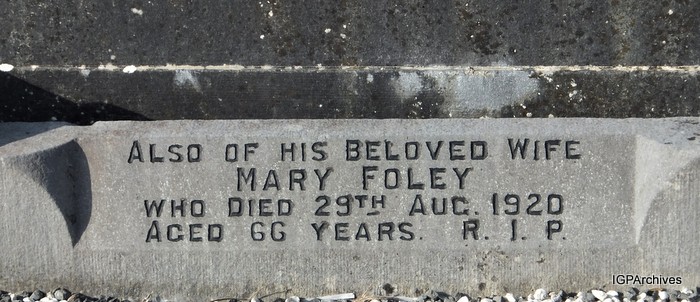 ALSO OF HIS BELOVED WIFE
MARY FOLEY
WHO DIED 29TH AUG. 1920
AGED 66 YEARS. R. I. P.
IGPArchives